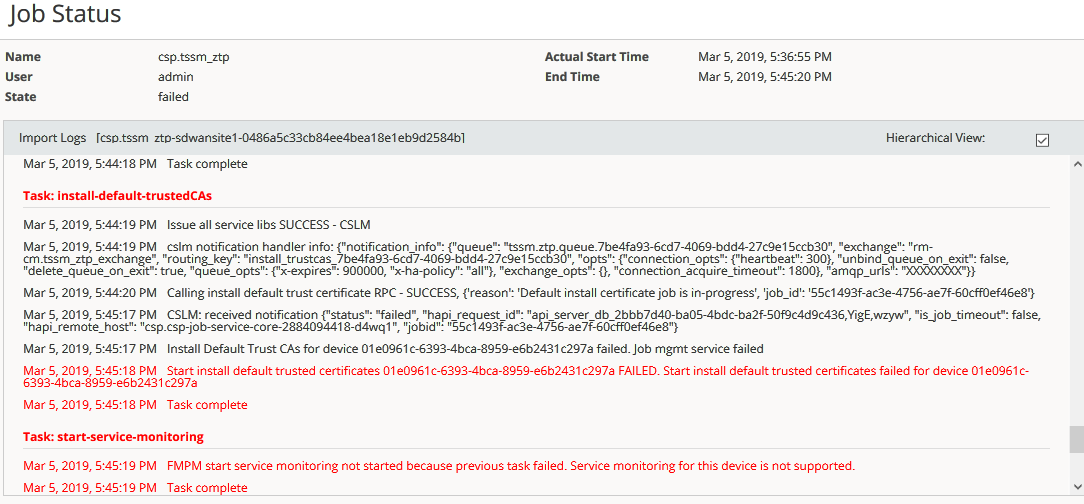 Job Status
Name csp.tssm_ztp Actual Start Time Mar 5, 2019, 5:36:55 PM
User admin End Time Mar 5, 2019, 5:45:20 PM
State failed
Import Logs [csp.tssm_ztp-sdwansite1-0486a5c33cb84ee4bea18e1eb9d2584b] Hierarchical View:
Mar 5, 2019, 5:44:18 PM Task complete
Task: install-default-trustedCAs
Mar 5, 2019, 5:44:19 PM Issue all service libs SUCCESS - CSLM
Mar 5, 2019, 5:44:19 PM cslm notification handler info: {"notification_info": {"queue": "tssm.ztp.queue.7be4fa93-6cd7-4069-bdd4-27c9e15ccb30", "exchange": "rm-
cm.tssm_ztp_exchange", "routing_key": "install_trustcas_7be4fa93-6cd7-4069-bdd4-27c9e15ccb30", "opts": {"connection_opts": {"heartbeat": 300}, "unbind_queue_on_exit": false,
"delete_queue_on_exit": true, "queue_opts": {"x-expires": 900000, "x-ha-policy": "all"}, "exchange_opts": {}, "connection_acquire_timeout": 1800}, "amqp_urls": "XXXXXXXX"}}
Mar 5, 2019, 5:44:20 PM Calling install default trust certificate RPC - SUCCESS, {'reason': 'Default install certificate job is in-progress', 'job_id': '55c1493f-ac3e-4756-ae7f-60cff0ef46e8'}
Mar 5, 2019, 5:45:17 PM CSLM: received notification {"status": "failed", "hapi_request_id": "api_server_db_2bbb7d40-ba05-4bdc-ba2f-50f9c4d9c436,YigE,wzyw", "is_job_timeout": false,
"hapi_remote_host": "csp.csp-job-service-core-2884094418-d4wq1", "jobid": "55c1493f-ac3e-4756-ae7f-60cff0ef46e8"}
Mar 5, 2019, 5:45:17 PM Install Default Trust CAs for device 01e0961c-6393-4bca-8959-e6b2431c297a failed. Job mgmt service failed
Mar 5, 2019, 5:45:18 PM Start install default trusted certificates 01e0961c-6393-4bca-8959-e6b2431c297a FAILED. Start install default trusted certificates failed for device 01e0961c-
6393-4bca-8959-e6b2431c297a
Mar 5, 2019, 5:45:18 PM Task complete
Task: start-service-monitoring
Mar 5, 2019, 5:45:19 PM FMPM start service monitoring not started because previous task failed. Service monitoring for this device is not supported.
Mar 5, 2019, 5:45:19 PM Task complete